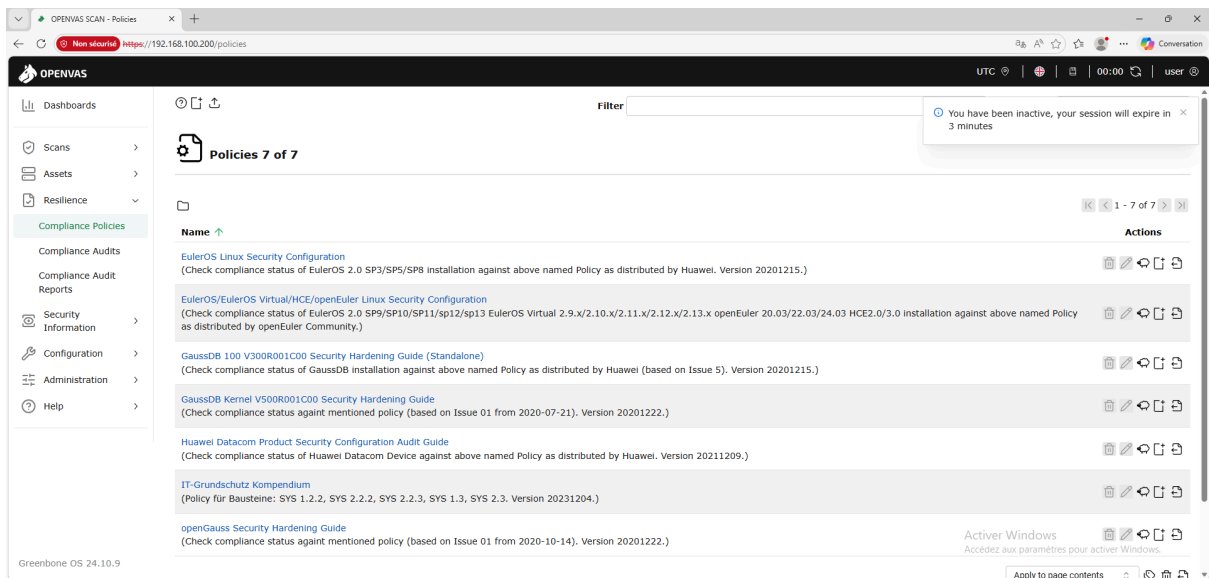 OPENVAS SCAN - Policies
Non sécurisé https://192.168.100.200/policies
Conversation
OPENVAS
UTC
00:00
user
Dashboards
Scans
Assets
Resilience
Compliance Policies
Compliance Audits
Compliance Audit
Reports
Security
Information
Configuration
Administration
Help
Greenbone OS 24.10.9
Filter
You have been inactive, your session will expire in
3 minutes
Policies 7 of 7
1 - 7 of 7
Name
Actions
EulerOS Linux Security Configuration
(Check compliance status of EulerOS 2.0 SP3/SP5/SP8 installation against above named Policy as distributed by Huawei. Version 20201215.)
EulerOS/EulerOS Virtual/HCE/openEuler Linux Security Configuration
(Check compliance status of EulerOS 2.0 SP9/SP10/SP11/sp12/sp13 EulerOS Virtual 2.9.x/2.10.x/2.11.x/2.12.x/2.13.x openEuler 20.03/22.03/24.03 HCE2.0/3.0 installation against above named Policy
as distributed by openEuler Community.)
GaussDB 100 V300R001C00 Security Hardening Guide (Standalone)
(Check compliance status of GaussDB installation against above named Policy as distributed by Huawei (based on Issue 5). Version 20201215.)
GaussDB Kernel V500R001C00 Security Hardening Guide
(Check compliance status againt mentioned policy (based on Issue 01 from 2020-07-21). Version 20201222.)
Huawei Datacom Product Security Configuration Audit Guide
(Check compliance status of Huawei Datacom Device against above named Policy as distributed by Huawei. Version 20211209.)
IT-Grundschutz Kompendium
(Policy für Bausteine: SYS 1.2.2, SYS 2.2.2, SYS 2.2.3, SYS 1.3, SYS 2.3. Version 20231204.)
openGauss Security Hardening Guide
(Check compliance status againt mentioned policy (based on Issue 01 from 2020-10-14). Version 20201222.)
Activer Windows
Accédez aux paramètres pour activer Windows.
Apply to page contents